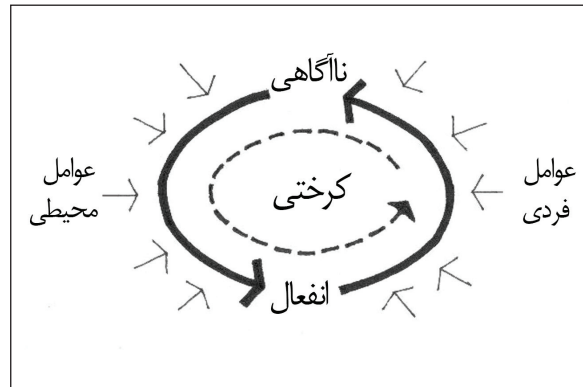 ناآگاهی
عوامل
فردی
کرختی
عوامل
محیطی
انفعال